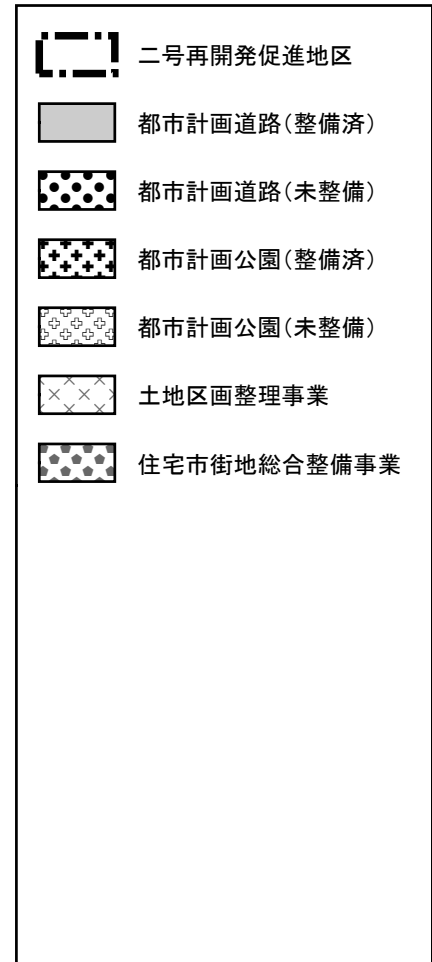 二号再開発促進地区
都市計画道路（整備済）
都市計画道路（未整備）
都市計画公園（整備済）
都市計画公園（未整備）
土地区画整理事業
住宅市街地総合整備事業